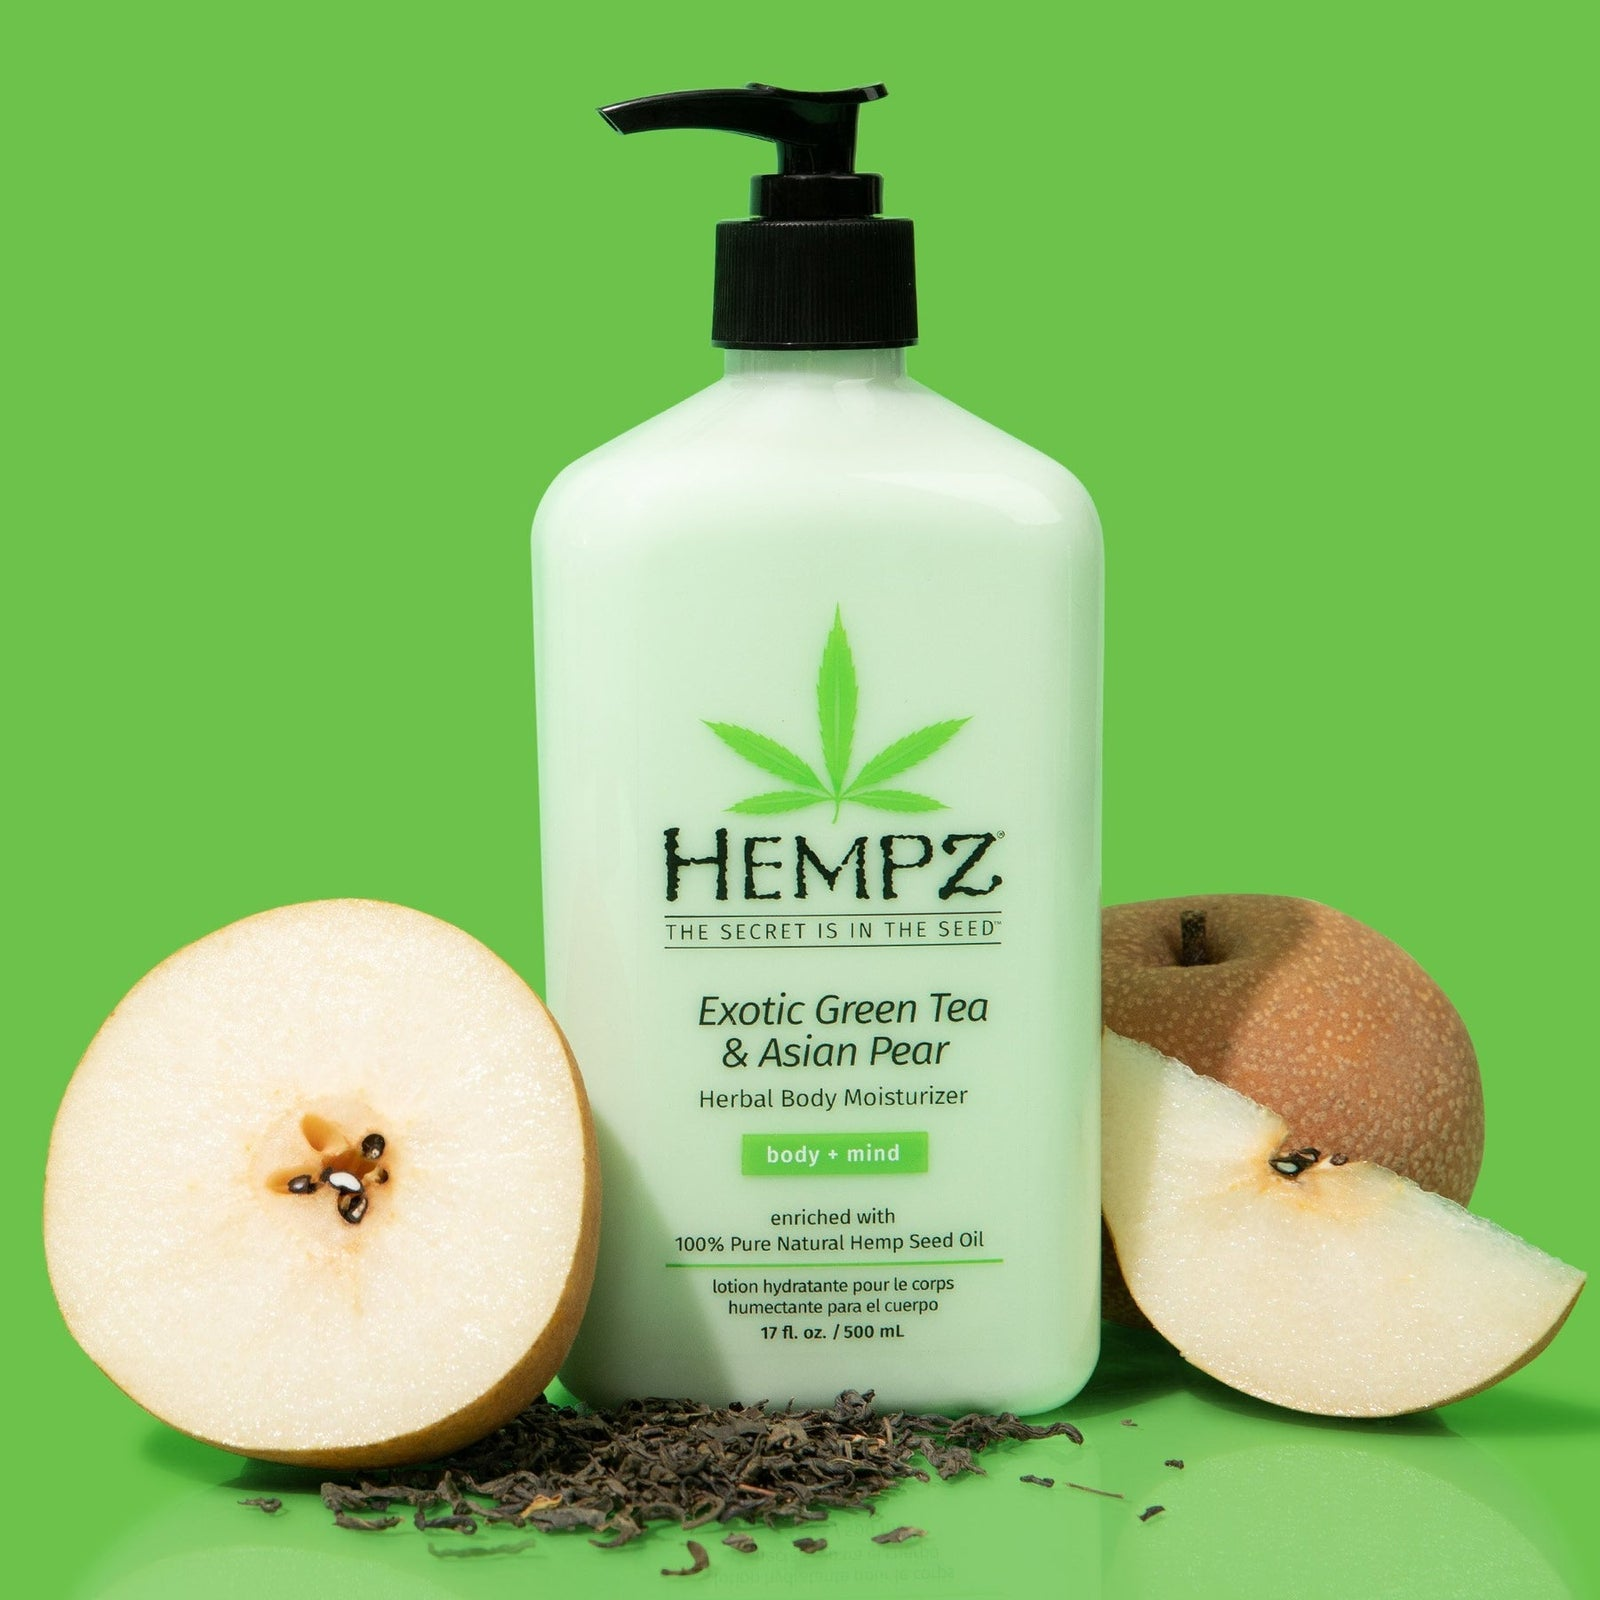 HEMPZ®
THE SECRET IS IN THE SEED™
Exotic Green Tea
& Asian Pear
Herbal Body Moisturizer
body + mind
enriched with
100% Pure Natural Hemp Seed Oil
lotion hydratante pour le corps
humectante para el cuerpo
17 fl. oz. / 500 mL